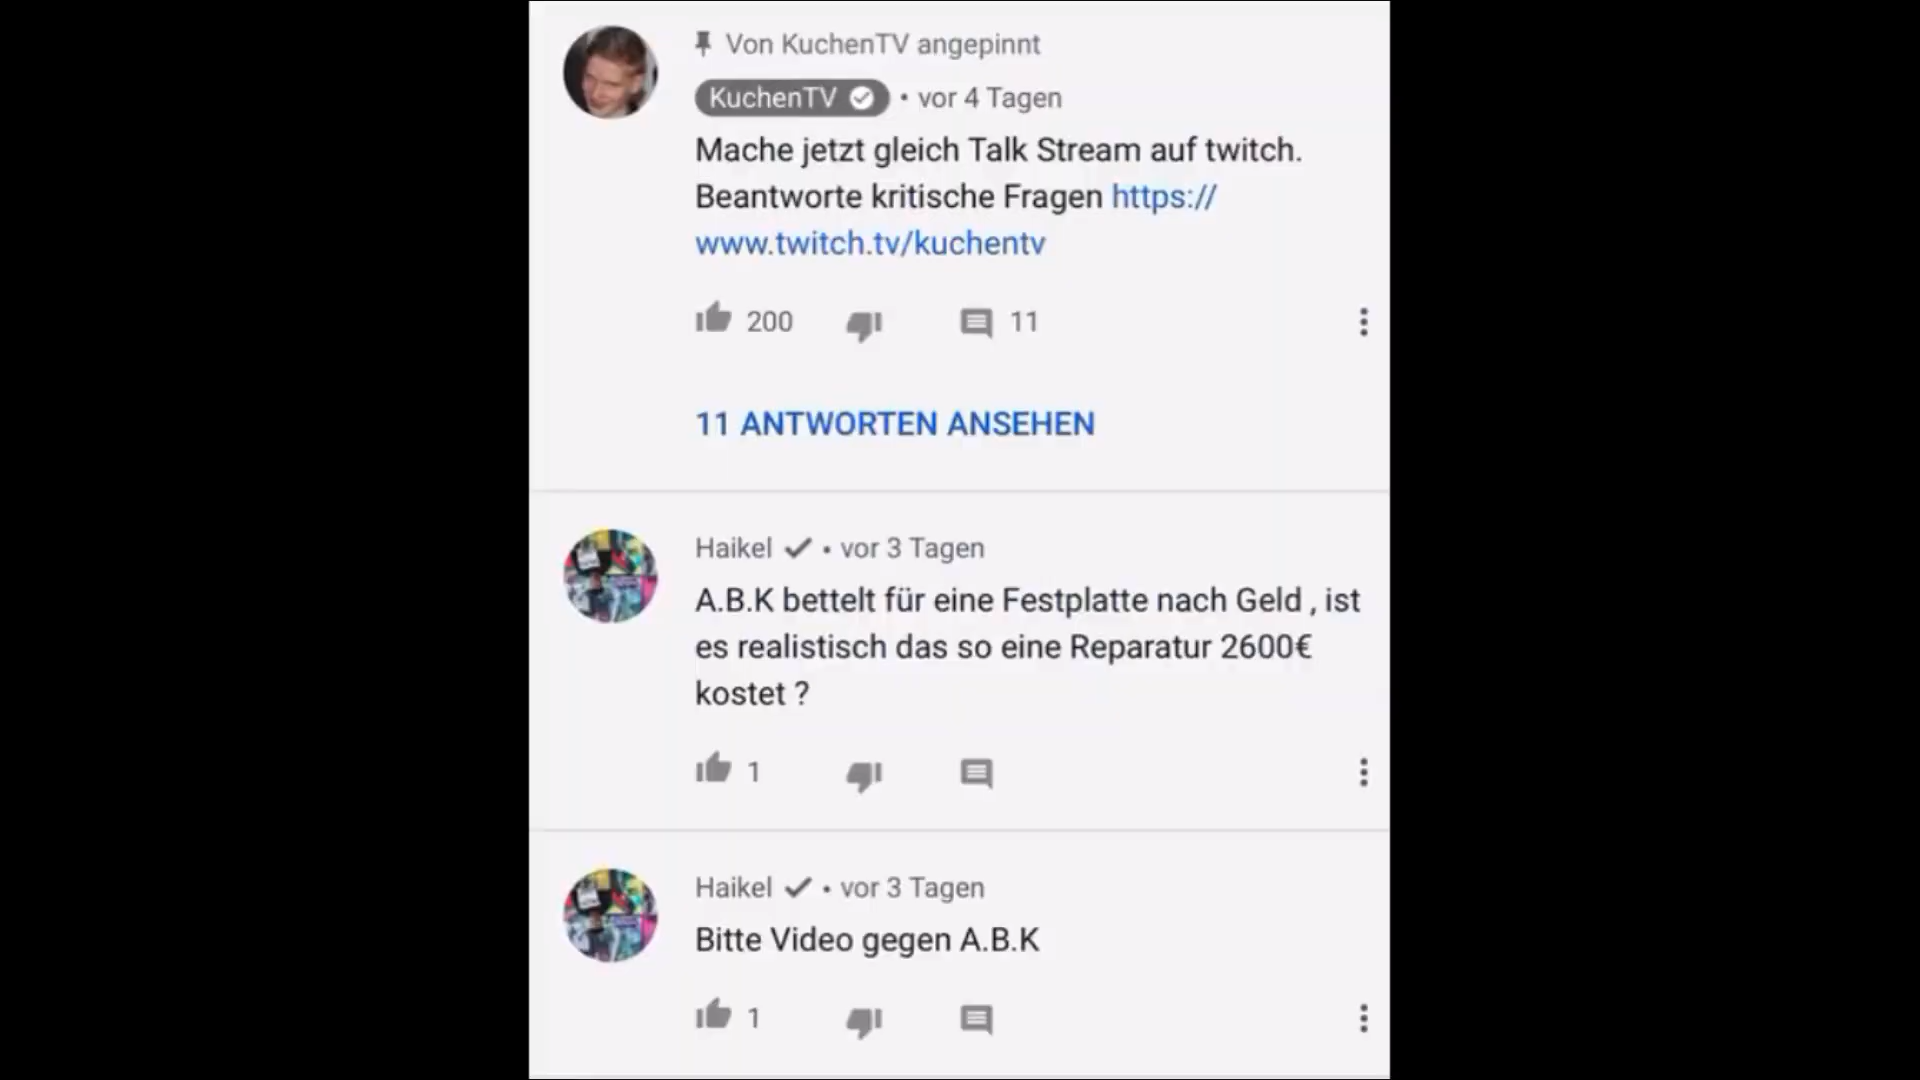 Von KuchenTV angepinnt
KuchenTV • vor 4 Tagen
Mache jetzt gleich Talk Stream auf twitch.
Beantworte kritische Fragen https://
www.twitch.tv/kuchentv
200 11
11 ANTWORTEN ANSEHEN
Haikel ✓ • vor 3 Tagen
A.B.K bettelt für eine Festplatte nach Geld , ist
es realistisch das so eine Reparatur 2600€
kostet ?
1
Haikel ✓ • vor 3 Tagen
Bitte Video gegen A.B.K
1